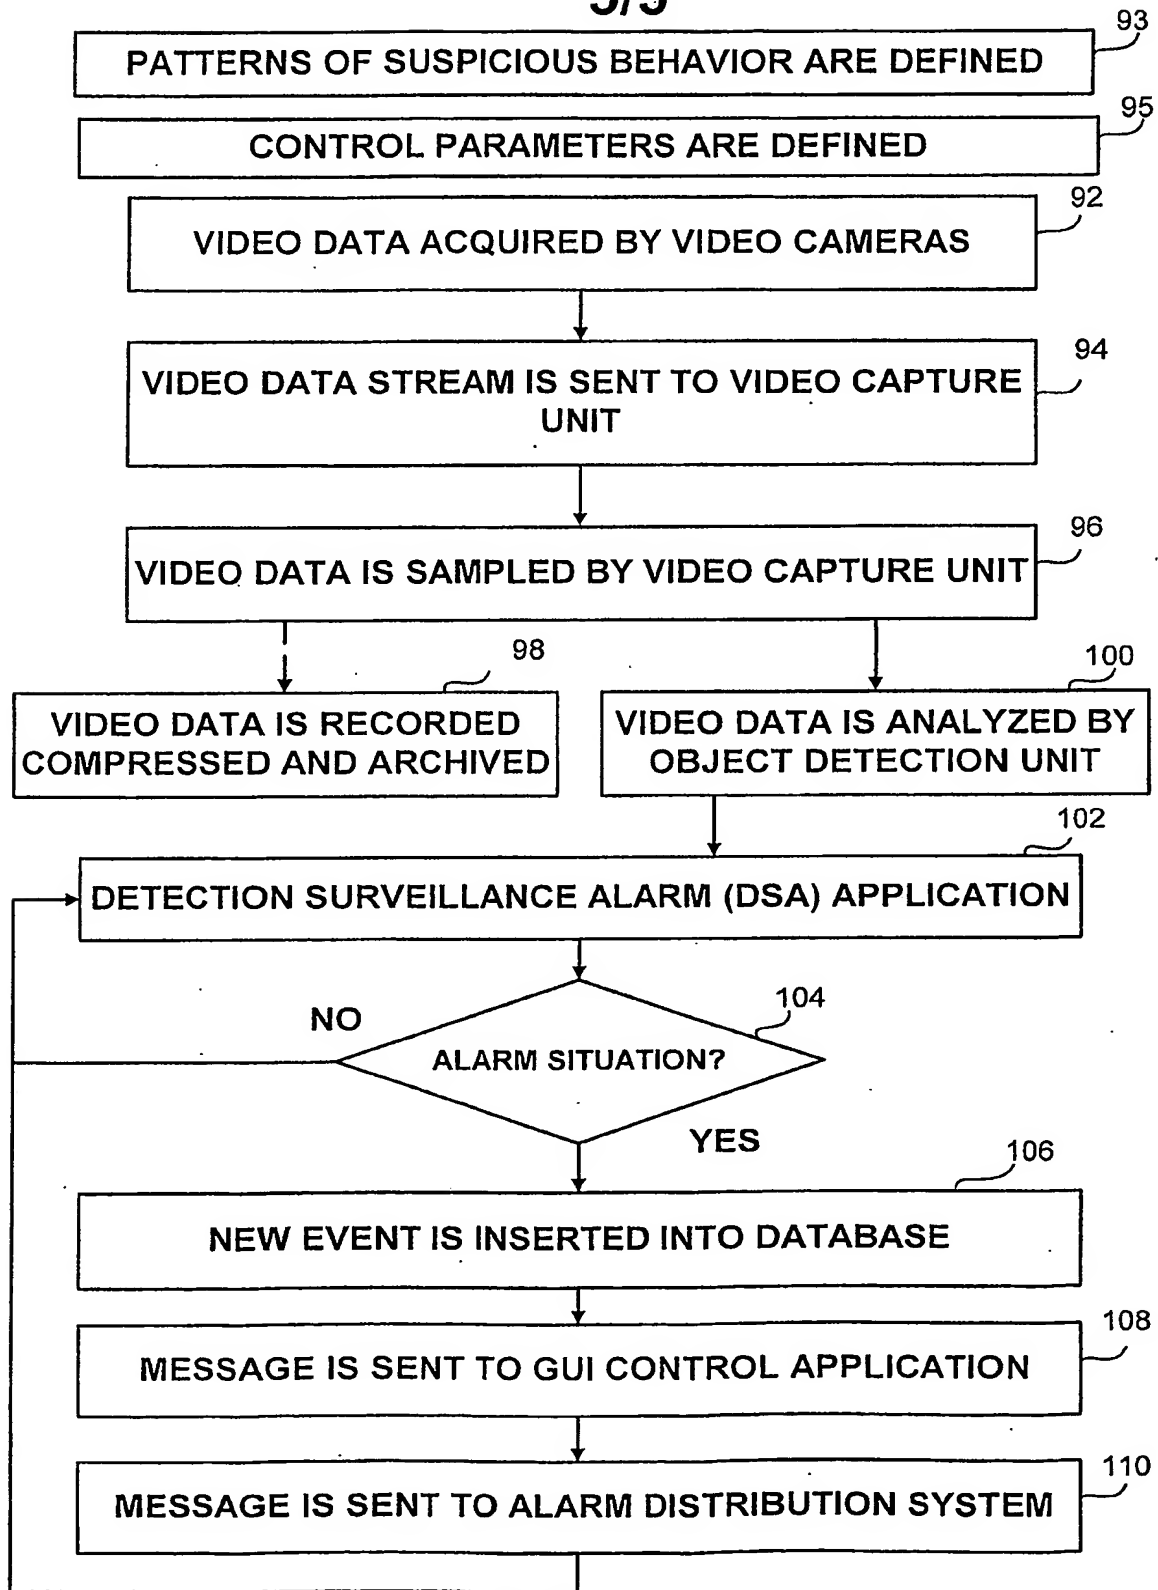 93
PATTERNS OF SUSPICIOUS BEHAVIOR ARE DEFINED
95
CONTROL PARAMETERS ARE DEFINED
92
VIDEO DATA ACQUIRED BY VIDEO CAMERAS
94
VIDEO DATA STREAM IS SENT TO VIDEO CAPTURE
UNIT
96
VIDEO DATA IS SAMPLED BY VIDEO CAPTURE UNIT
98
VIDEO DATA IS RECORDED
COMPRESSED AND ARCHIVED
100
VIDEO DATA IS ANALYZED BY
OBJECT DETECTION UNIT
102
DETECTION SURVEILLANCE ALARM (DSA) APPLICATION
104
NO
ALARM SITUATION?
YES
106
NEW EVENT IS INSERTED INTO DATABASE
108
MESSAGE IS SENT TO GUI CONTROL APPLICATION
110
MESSAGE IS SENT TO ALARM DISTRIBUTION SYSTEM